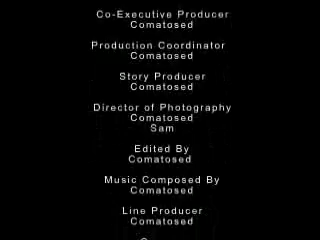 Co-Executive Producer
Comatosed
Production Coordinator
Comatosed
Story Producer
Comatosed
Director of Photography
Comatosed
Sam
Edited By
Comatosed
Music Composed By
Comatosed
Line Producer
Comatosed